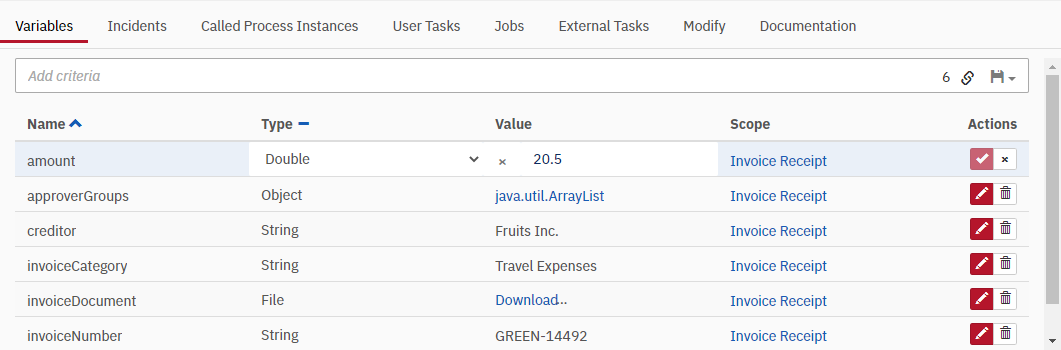 Variables Incidents Called Process Instances User Tasks Jobs External Tasks Modify Documentation
Add criteria 6
Name Type Value Scope Actions
amount Double × 20.5 Invoice Receipt
approverGroups Object java.util.ArrayList Invoice Receipt
creditor String Fruits Inc. Invoice Receipt
invoiceCategory String Travel Expenses Invoice Receipt
invoiceDocument File Download... Invoice Receipt
invoiceNumber String GREEN-14492 Invoice Receipt